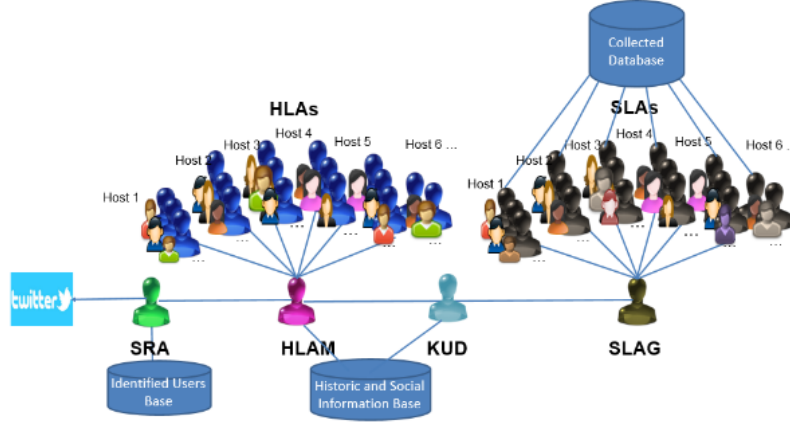 Collected
Database
HLAs
SLAs
Host 1
Host 2
Host 3
Host 4
Host 5
Host 6 ...
Host 1
Host 2
Host 3
Host 4
Host 5
Host 6 ...
...
...
...
...
...
...
...
...
...
...
...
...
twitter
SRA
HLAM
KUD
SLAG
Identified Users
Base
Historic and Social
Information Base